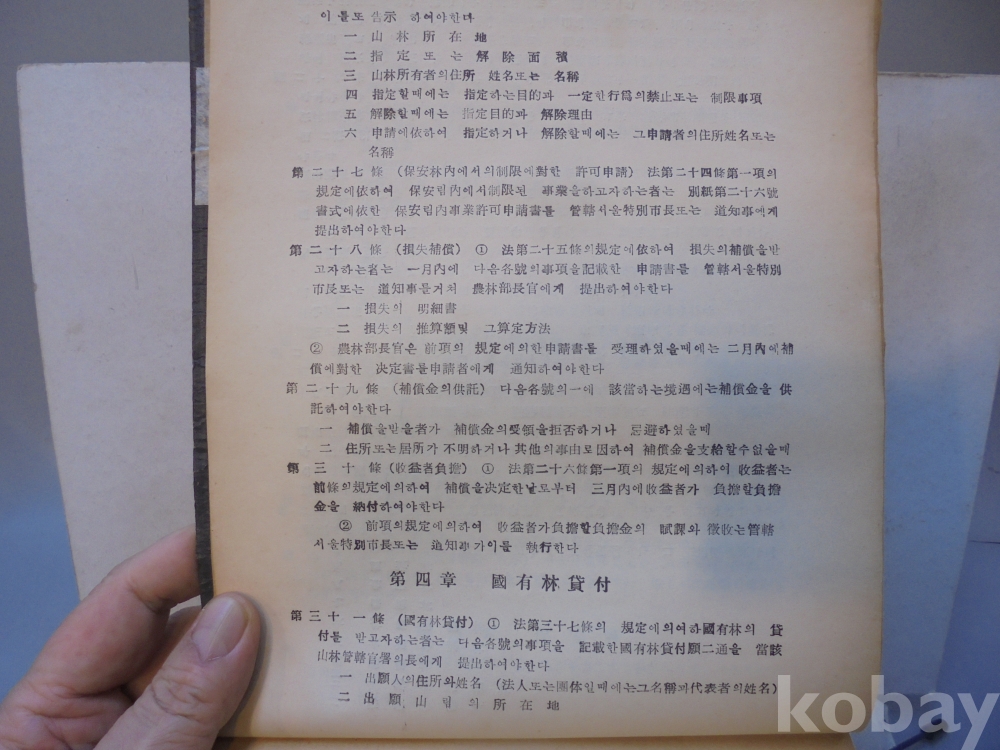 이를또 告示 하여야한다
一 山林所在地
二 指定또는 解除面積
三 山林所有者의住所 姓名또는 名稱
四 指定할때에는 指定하는目的과 一定한行爲의禁止또는 制限事項
五 解除할때에는 指定目的과 解除理由
六 申請에依하여 指定하거나 解除할때에는 그申請者의住所姓名또는
名稱
第二十七條 (保安林內에서의制限에對한 許可申請) 法第二十四條第一項의
規定에依하여 保安림內에서制限된 事業을하고자하는者는 別紙第二十六號
書式에依한 保安림內事業許可申請書를 管轄서울特別市長또는 道知事에게
提出하여야한다
第二十八條 (損失補償) ① 法第二十五條의規定에依하여 損失의補償을받
고자하는者는 一月內에 다음各號의事項을記載한 申請書를 管轄서울特別
市長또는 道知事를거처 農林部長官에게 提出하여야한다
一 損失의 明細書
二 損失의 推算額및 그算定方法
② 農林部長官은 前項의 規定에의한申請書를 受理하였을때에는 二月內에補
償에對한 决定書를申請者에게 通知하여야한다
第二十九條 (補償金의供託) 다음各號의一에 該當하는境遇에는補償金을 供
託하여야한다
一 補償을받을者가 補償金의受領을拒否하거나 忌避하였을때
二 住所또는居所가 不明하거나其他의事由로因하여 補償金을支給할수없을때
第三十條 (收益者負擔) ① 法第二十六條第一項의 規定에의하여 收益者는
前條의規定에의하여 補償을决定한날로부터 三月內에收益者가 負擔할負擔
金을 納付하여야한다
② 前項의規定에의하여 收益者가負擔할負擔金의 賦課와 徵收는管轄
서울特別市長또는 道知事가이를 執行한다
第四章 國有林貸付
第三十一條 (國有林貸付) ① 法第三十七條의 規定에의여하國有林의 貸
付를 받고자하는者는 다음各號의事項을 記載한國有林貸付願二通을 當該
山林管轄官署의長에게 提出하여야한다
一 出願人의住所와姓名 (法人또는團体일때에는그名稱과代表者의姓名)
二 出願山림의所在地
kobay